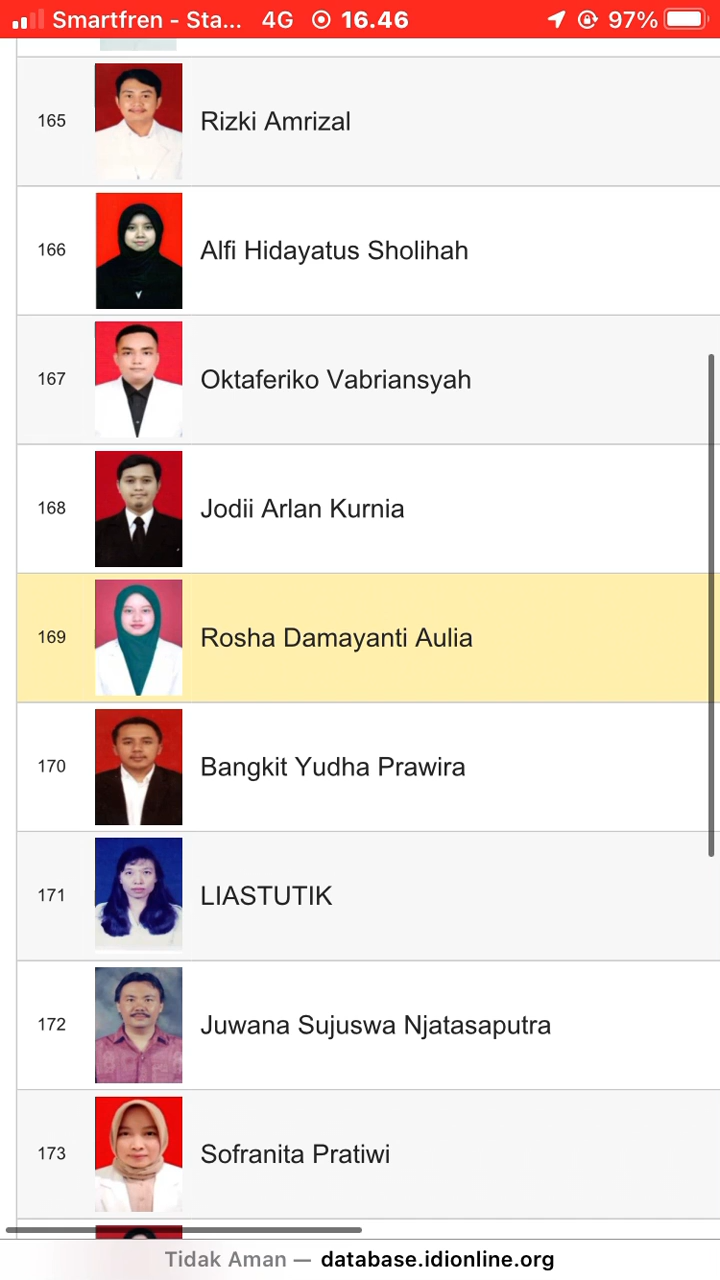 Smartfren - Sta... 4G 16.46 97%
165 Rizki Amrizal
166 Alfi Hidayatus Sholihah
167 Oktaferiko Vabriansyah
168 Jodii Arlan Kurnia
169 Rosha Damayanti Aulia
170 Bangkit Yudha Prawira
171 LIASTUTIK
172 Juwana Sujuswa Njatasaputra
173 Sofranita Pratiwi
Tidak Aman — database.idionline.org